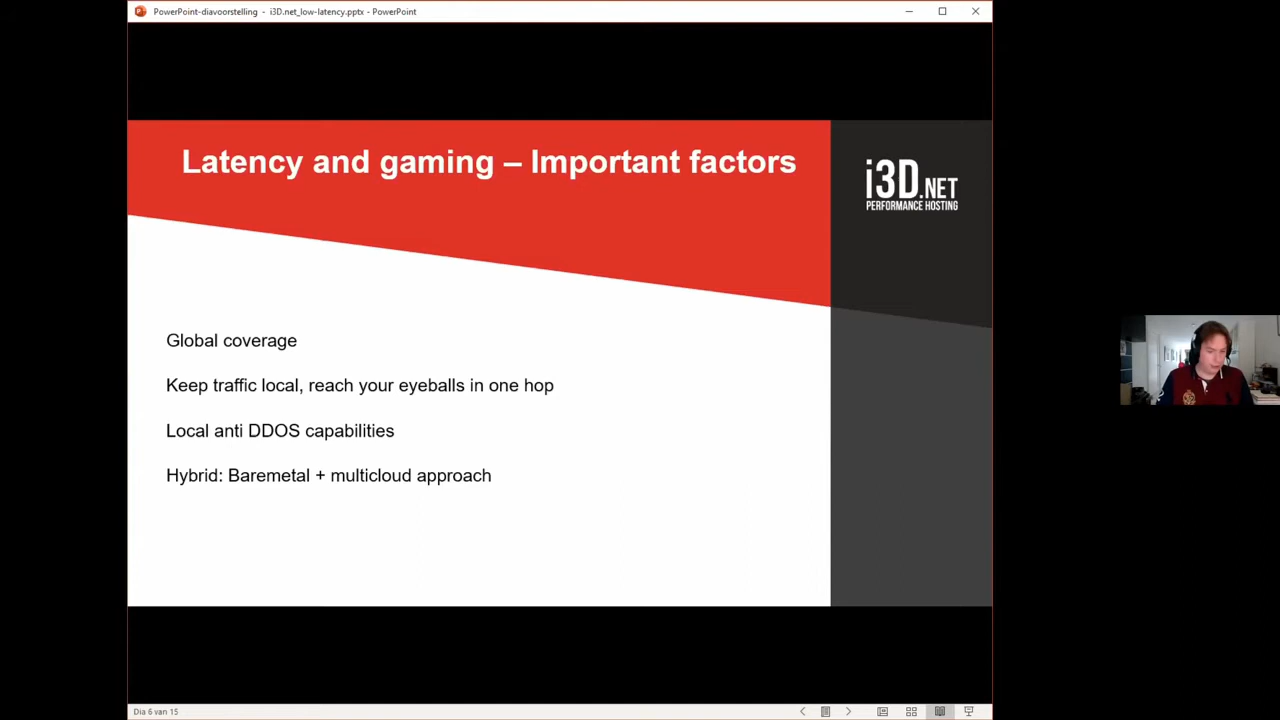 PowerPoint-diavoorstelling - i3D.net_low-latency.pptx - PowerPoint
Latency and gaming – Important factors
i3D.NET
PERFORMANCE HOSTING
Global coverage
Keep traffic local, reach your eyeballs in one hop
Local anti DDOS capabilities
Hybrid: Baremetal + multicloud approach
Dia 6 van 15